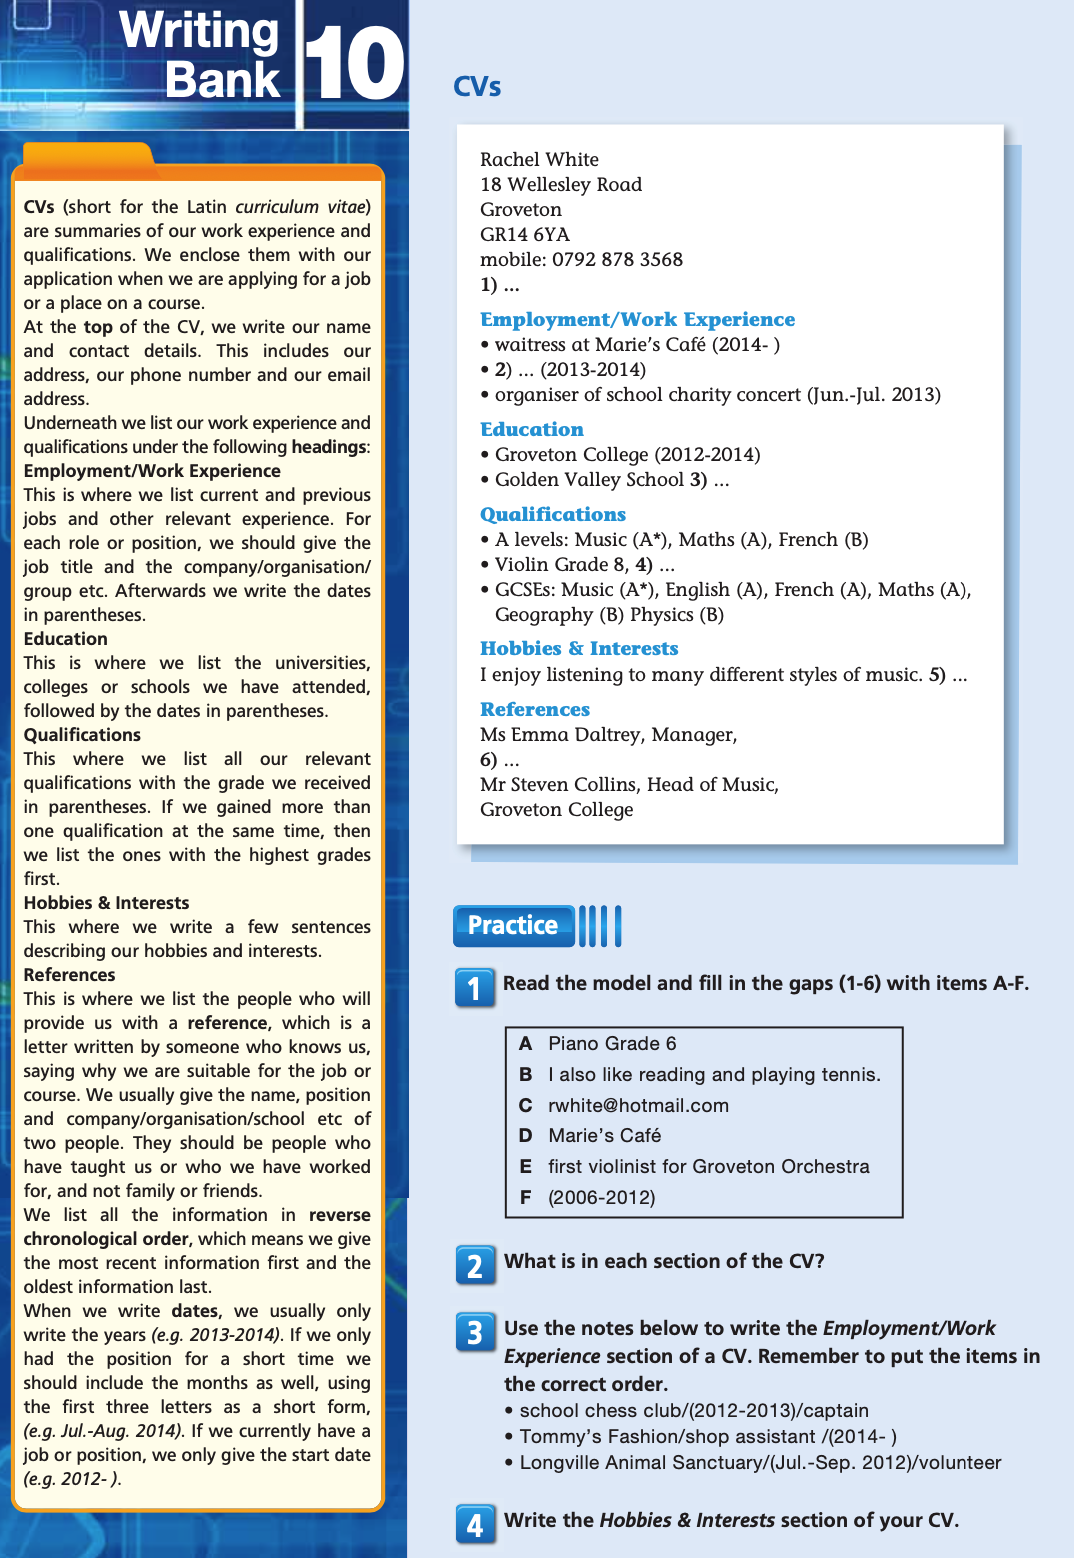 Writing
Bank
10
CVs (short for the Latin curriculum vitae)
are summaries of our work experience and
qualifications. We enclose them with our
application when we are applying for a job
or a place on a course.
At the top of the CV, we write our name
and contact details. This includes our
address, our phone number and our email
address.
Underneath we list our work experience and
qualifications under the following headings:
Employment/Work Experience
This is where we list current and previous
jobs and other relevant experience. For
each role or position, we should give the
job title and the company/organisation/
group etc. Afterwards we write the dates
in parentheses.
Education
This is where we list the universities,
colleges or schools we have attended,
followed by the dates in parentheses.
Qualifications
This where we list all our relevant
qualifications with the grade we received
in parentheses. If we gained more than
one qualification at the same time, then
we list the ones with the highest grades
first.
Hobbies & Interests
This where we write a few sentences
describing our hobbies and interests.
References
This is where we list the people who will
provide us with a reference, which is a
letter written by someone who knows us,
saying why we are suitable for the job or
course. We usually give the name, position
and company/organisation/school etc of
two people. They should be people who
have taught us or who we have worked
for, and not family or friends.
We list all the information in reverse
chronological order, which means we give
the most recent information first and the
oldest information last.
When we write dates, we usually only
write the years (e.g. 2013-2014). If we only
had the position for a short time we
should include the months as well, using
the first three letters as a short form,
(e.g. Jul.-Aug. 2014). If we currently have a
job or position, we only give the start date
(e.g. 2012- ).
CVs
Rachel White
18 Wellesley Road
Groveton
GR14 6YA
mobile: 0792 878 3568
1) ...
Employment/Work Experience
• waitress at Marie's Café (2014- )
• 2) ... (2013-2014)
• organiser of school charity concert (Jun.-Jul. 2013)
Education
• Groveton College (2012-2014)
• Golden Valley School 3) ...
Qualifications
• A levels: Music (A*), Maths (A), French (B)
• Violin Grade 8, 4) ...
• GCSEs: Music (A*), English (A), French (A), Maths (A),
Geography (B) Physics (B)
Hobbies & Interests
I enjoy listening to many different styles of music. 5) ...
References
Ms Emma Daltrey, Manager,
6) ...
Mr Steven Collins, Head of Music,
Groveton College
Practice
1 Read the model and fill in the gaps (1-6) with items A-F.
A Piano Grade 6
B I also like reading and playing tennis.
C rwhite@hotmail.com
D Marie's Café
E first violinist for Groveton Orchestra
F (2006-2012)
2 What is in each section of the CV?
3 Use the notes below to write the Employment/Work
Experience section of a CV. Remember to put the items in
the correct order.
• school chess club/(2012-2013)/captain
• Tommy's Fashion/shop assistant /(2014- )
• Longville Animal Sanctuary/(Jul.-Sep. 2012)/volunteer
4 Write the Hobbies & Interests section of your CV.